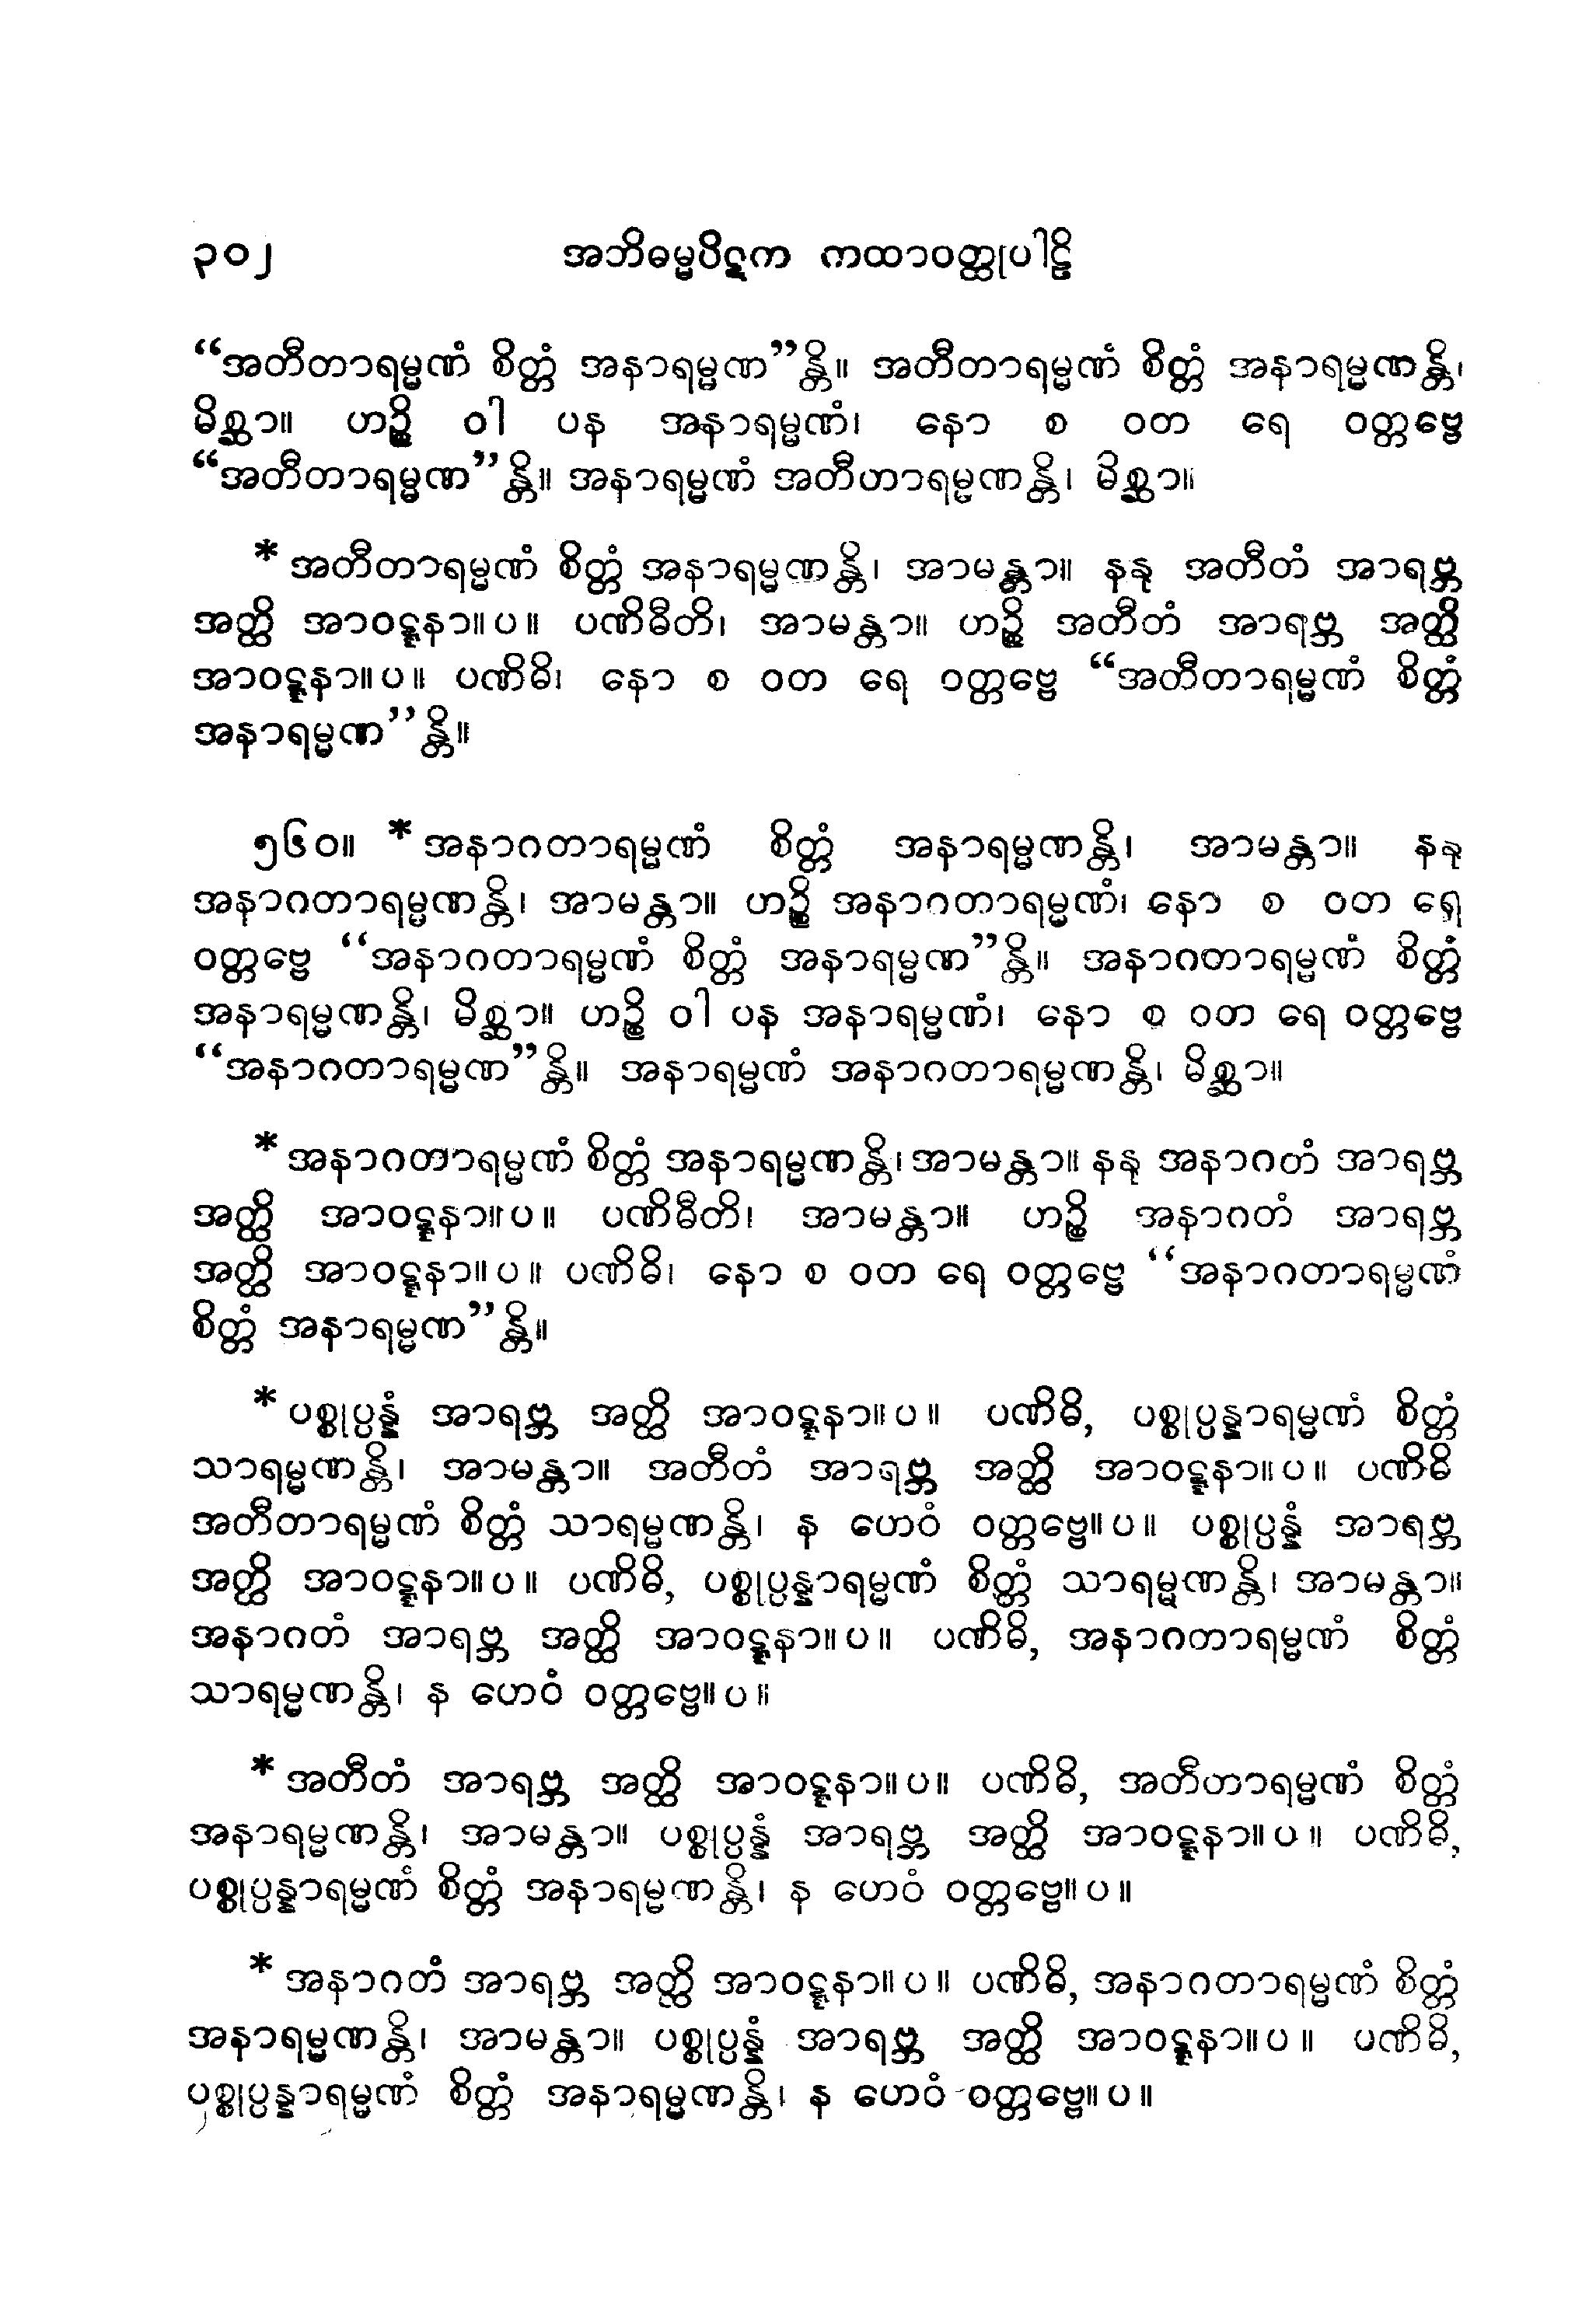 ၃၀၂ အဘိဓမ္မပိဋက ကထာဝတ္ထုပါဠိ
“အတီတာရမ္မဏံ စိတ္တံ အနာရမ္မဏ”န္တိ။ အတီတာရမ္မဏံ စိတ္တံ အနာရမ္မဏန္တိ၊
မိစ္ဆာ။ ဟဉ္စိ ဝါ ပန အနာရမ္မဏံ၊ နော စ ဝတ ရေ ဝတ္တဗ္ဗေ
“အတီတာရမ္မဏ”န္တိ။ အနာရမ္မဏံ အတီတာရမ္မဏန္တိ၊ မိစ္ဆာ။
* အတီတာရမ္မဏံ စိတ္တံ အနာရမ္မဏန္တိ၊ အာမန္တာ။ နနု အတီတံ အာရဗ္ဘ
အတ္ထိ အာဝဋ္ဋနာ။ပ။ ပဏိဓီတိ၊ အာမန္တာ။ ဟဉ္စိ အတီတံ အာရဗ္ဘ အတ္ထိ
အာဝဋ္ဋနာ။ပ။ ပဏိဓိ၊ နော စ ဝတ ရေ ဝတ္တဗ္ဗေ “အတီတာရမ္မဏံ စိတ္တံ
အနာရမ္မဏ”န္တိ။
၅၆၀။ * အနာဂတာရမ္မဏံ စိတ္တံ အနာရမ္မဏန္တိ၊ အာမန္တာ။ နနု
အနာဂတာရမ္မဏန္တိ၊ အာမန္တာ။ ဟဉ္စိ အနာဂတာရမ္မဏံ၊ နော စ ဝတ ရေ
ဝတ္တဗ္ဗေ “အနာဂတာရမ္မဏံ စိတ္တံ အနာရမ္မဏ”န္တိ။ အနာဂတာရမ္မဏံ စိတ္တံ
အနာရမ္မဏန္တိ၊ မိစ္ဆာ။ ဟဉ္စိ ဝါ ပန အနာရမ္မဏံ၊ နော စ ဝတ ရေ ဝတ္တဗ္ဗေ
“အနာဂတာရမ္မဏ”န္တိ။ အနာရမ္မဏံ အနာဂတာရမ္မဏန္တိ၊ မိစ္ဆာ။
* အနာဂတာရမ္မဏံ စိတ္တံ အနာရမ္မဏန္တိ၊ အာမန္တာ။ နနု အနာဂတံ အာရဗ္ဘ
အတ္ထိ အာဝဋ္ဋနာ။ပ။ ပဏိဓီတိ၊ အာမန္တာ။ ဟဉ္စိ အနာဂတံ အာရဗ္ဘ
အတ္ထိ အာဝဋ္ဋနာ။ပ။ ပဏိဓိ၊ နော စ ဝတ ရေ ဝတ္တဗ္ဗေ “အနာဂတာရမ္မဏံ
စိတ္တံ အနာရမ္မဏ”န္တိ။
* ပစ္စုပ္ပန္နံ အာရဗ္ဘ အတ္ထိ အာဝဋ္ဋနာ။ပ။ ပဏိဓိ, ပစ္စုပ္ပန္နာရမ္မဏံ စိတ္တံ
သာရမ္မဏန္တိ၊ အာမန္တာ။ အတီတံ အာရဗ္ဘ အတ္ထိ အာဝဋ္ဋနာ။ပ။ ပဏိဓိ
အတီတာရမ္မဏံ စိတ္တံ သာရမ္မဏန္တိ၊ န ဟေဝံ ဝတ္တဗ္ဗေ။ပ။ ပစ္စုပ္ပန္နံ အာရဗ္ဘ
အတ္ထိ အာဝဋ္ဋနာ။ပ။ ပဏိဓိ, ပစ္စုပ္ပန္နာရမ္မဏံ စိတ္တံ သာရမ္မဏန္တိ၊ အာမန္တာ။
အနာဂတံ အာရဗ္ဘ အတ္ထိ အာဝဋ္ဋနာ။ပ။ ပဏိဓိ, အနာဂတာရမ္မဏံ စိတ္တံ
သာရမ္မဏန္တိ၊ န ဟေဝံ ဝတ္တဗ္ဗေ။ပ။
* အတီတံ အာရဗ္ဘ အတ္ထိ အာဝဋ္ဋနာ။ပ။ ပဏိဓိ, အတီတာရမ္မဏံ စိတ္တံ
အနာရမ္မဏန္တိ၊ အာမန္တာ။ ပစ္စုပ္ပန္နံ အာရဗ္ဘ အတ္ထိ အာဝဋ္ဋနာ။ပ။ ပဏိဓိ,
ပစ္စုပ္ပန္နာရမ္မဏံ စိတ္တံ အနာရမ္မဏန္တိ၊ န ဟေဝံ ဝတ္တဗ္ဗေ။ပ။
* အနာဂတံ အာရဗ္ဘ အတ္ထိ အာဝဋ္ဋနာ။ပ။ ပဏိဓိ, အနာဂတာရမ္မဏံ စိတ္တံ
အနာရမ္မဏန္တိ၊ အာမန္တာ။ ပစ္စုပ္ပန္နံ အာရဗ္ဘ အတ္ထိ အာဝဋ္ဋနာ။ပ။ ပဏိဓိ,
ပစ္စုပ္ပန္နာရမ္မဏံ စိတ္တံ အနာရမ္မဏန္တိ၊ န ဟေဝံ ဝတ္တဗ္ဗေ။ပ။